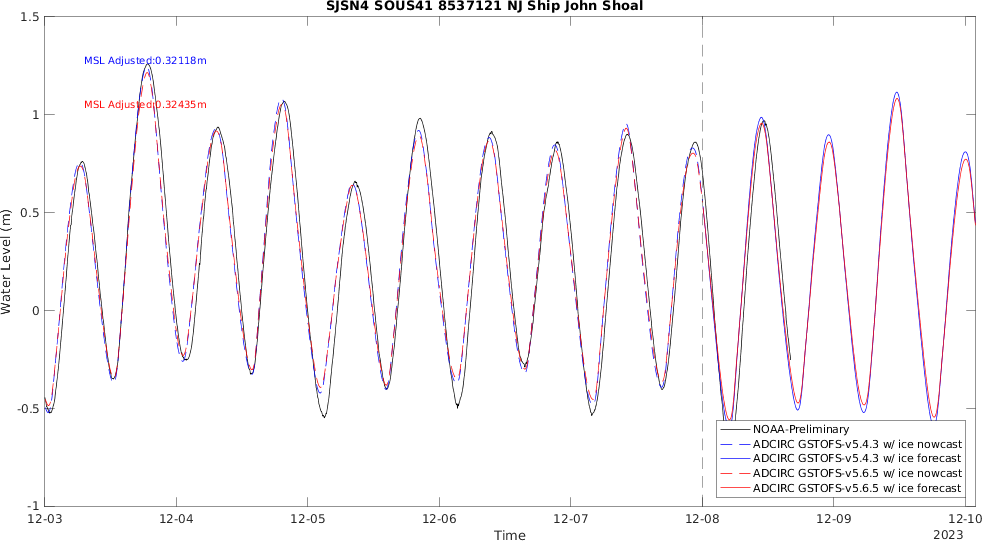 SJSN4 SOUS41 8537121 NJ Ship John Shoal
1.5
1
0.5
0
-0.5
-1
Water Level (m)
MSL Adjusted:0.32118m
MSL Adjusted:0.32435m
NOAA-Preliminary
ADCIRC GSTOFS-v5.4.3 w/ ice nowcast
ADCIRC GSTOFS-v5.4.3 w/ ice forecast
ADCIRC GSTOFS-v5.6.5 w/ ice nowcast
ADCIRC GSTOFS-v5.6.5 w/ ice forecast
12-03 12-04 12-05 12-06 12-07 12-08 12-09 12-10
Time
2023